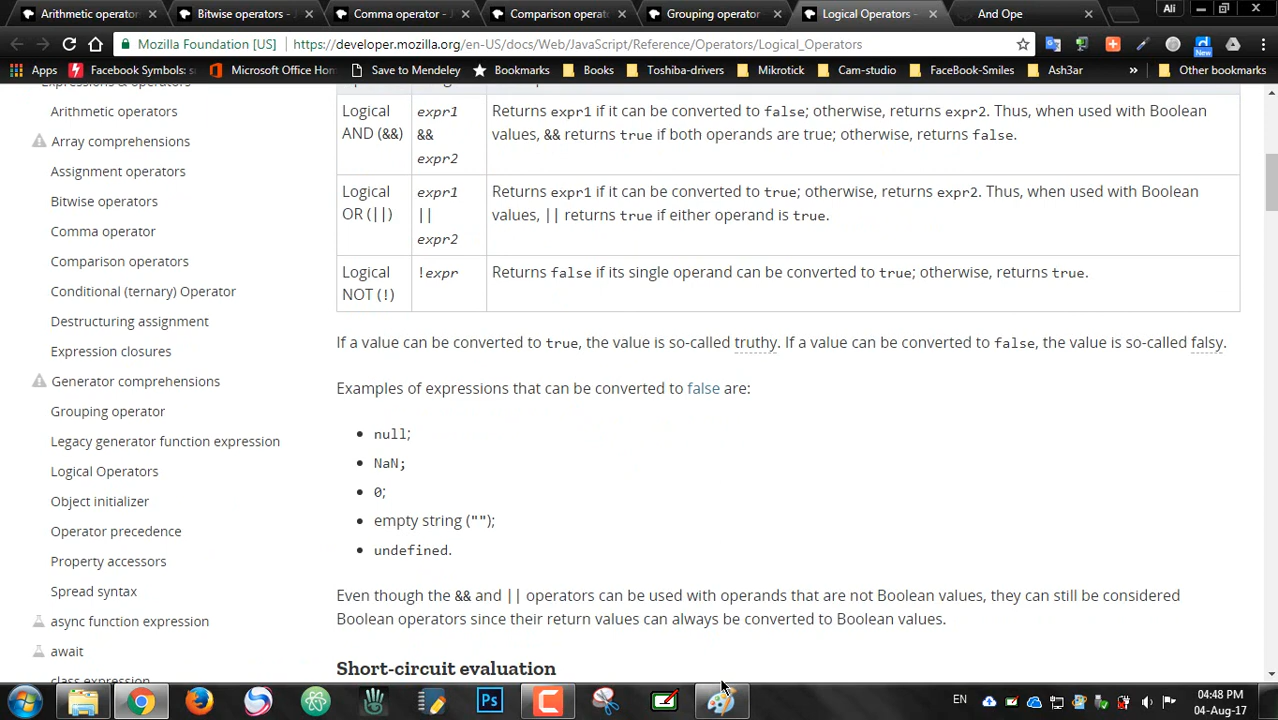 Arithmetic operator
Bitwise operators -
Comma operator -
Comparison operato
Grouping operator -
Logical Operators -
And Ope
Ali
Mozilla Foundation [US]
https://developer.mozilla.org/en-US/docs/Web/JavaScript/Reference/Operators/Logical_Operators
New
Apps
Facebook Symbols: s
Microsoft Office Hom
Save to Mendeley
Bookmarks
Books
Toshiba-drivers
Mikrotick
Cam-studio
FaceBook-Smiles
Ash3ar
»
Other bookmarks
Expressions & operators
Arithmetic operators
Array comprehensions
Assignment operators
Bitwise operators
Comma operator
Comparison operators
Conditional (ternary) Operator
Destructuring assignment
Expression closures
Generator comprehensions
Grouping operator
Legacy generator function expression
Logical Operators
Object initializer
Operator precedence
Property accessors
Spread syntax
async function expression
await
class expression
Logical AND (&&)
expr1 && expr2
Returns expr1 if it can be converted to false; otherwise, returns expr2. Thus, when used with Boolean
values, && returns true if both operands are true; otherwise, returns false.
Logical OR (||)
expr1 || expr2
Returns expr1 if it can be converted to true; otherwise, returns expr2. Thus, when used with Boolean
values, || returns true if either operand is true.
Logical NOT (!)
!expr
Returns false if its single operand can be converted to true; otherwise, returns true.
If a value can be converted to true, the value is so-called truthy. If a value can be converted to false, the value is so-called falsy.
Examples of expressions that can be converted to false are:
• null;
• NaN;
• 0;
• empty string ("");
• undefined.
Even though the && and || operators can be used with operands that are not Boolean values, they can still be considered
Boolean operators since their return values can always be converted to Boolean values.
Short-circuit evaluation
Ps
EN
04:48 PM
04-Aug-17